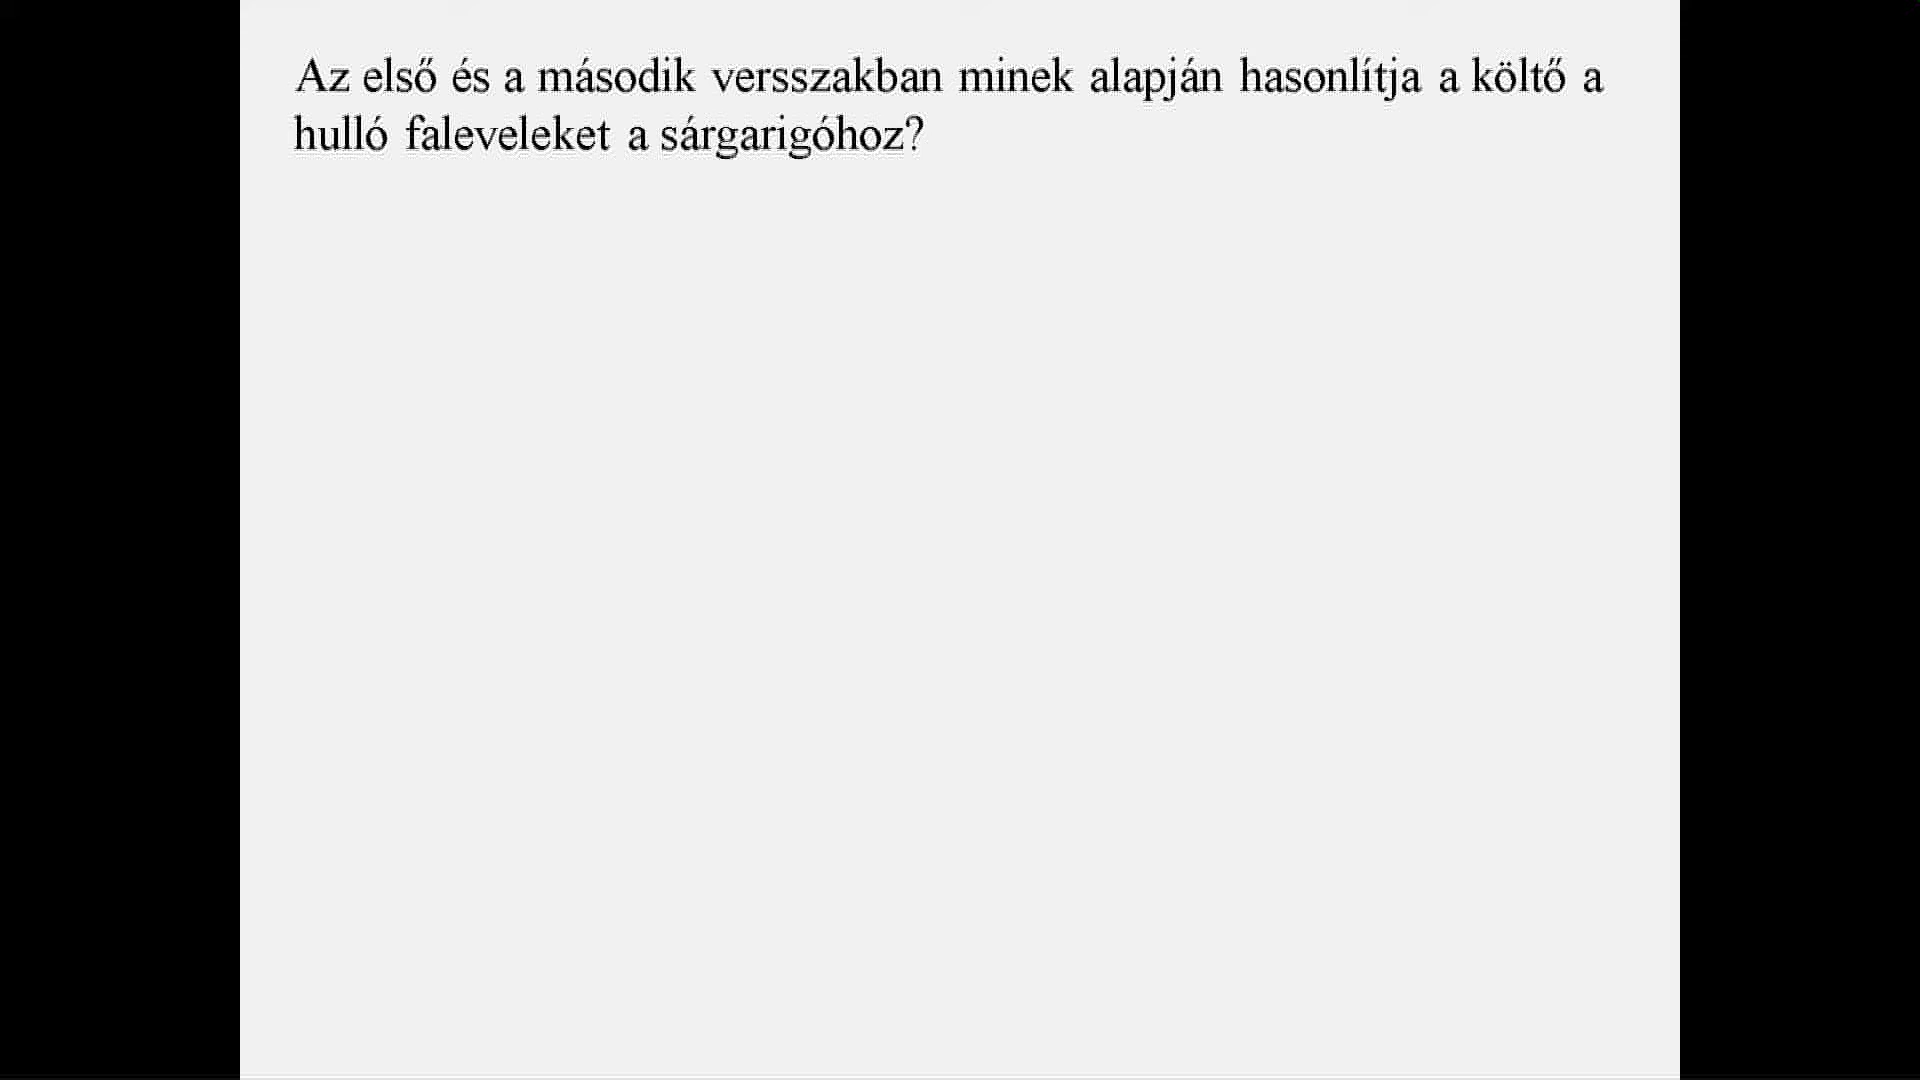 Az első és a második versszakban minek alapján hasonlítja a költő a
hulló faleveleket a sárgarigóhoz?